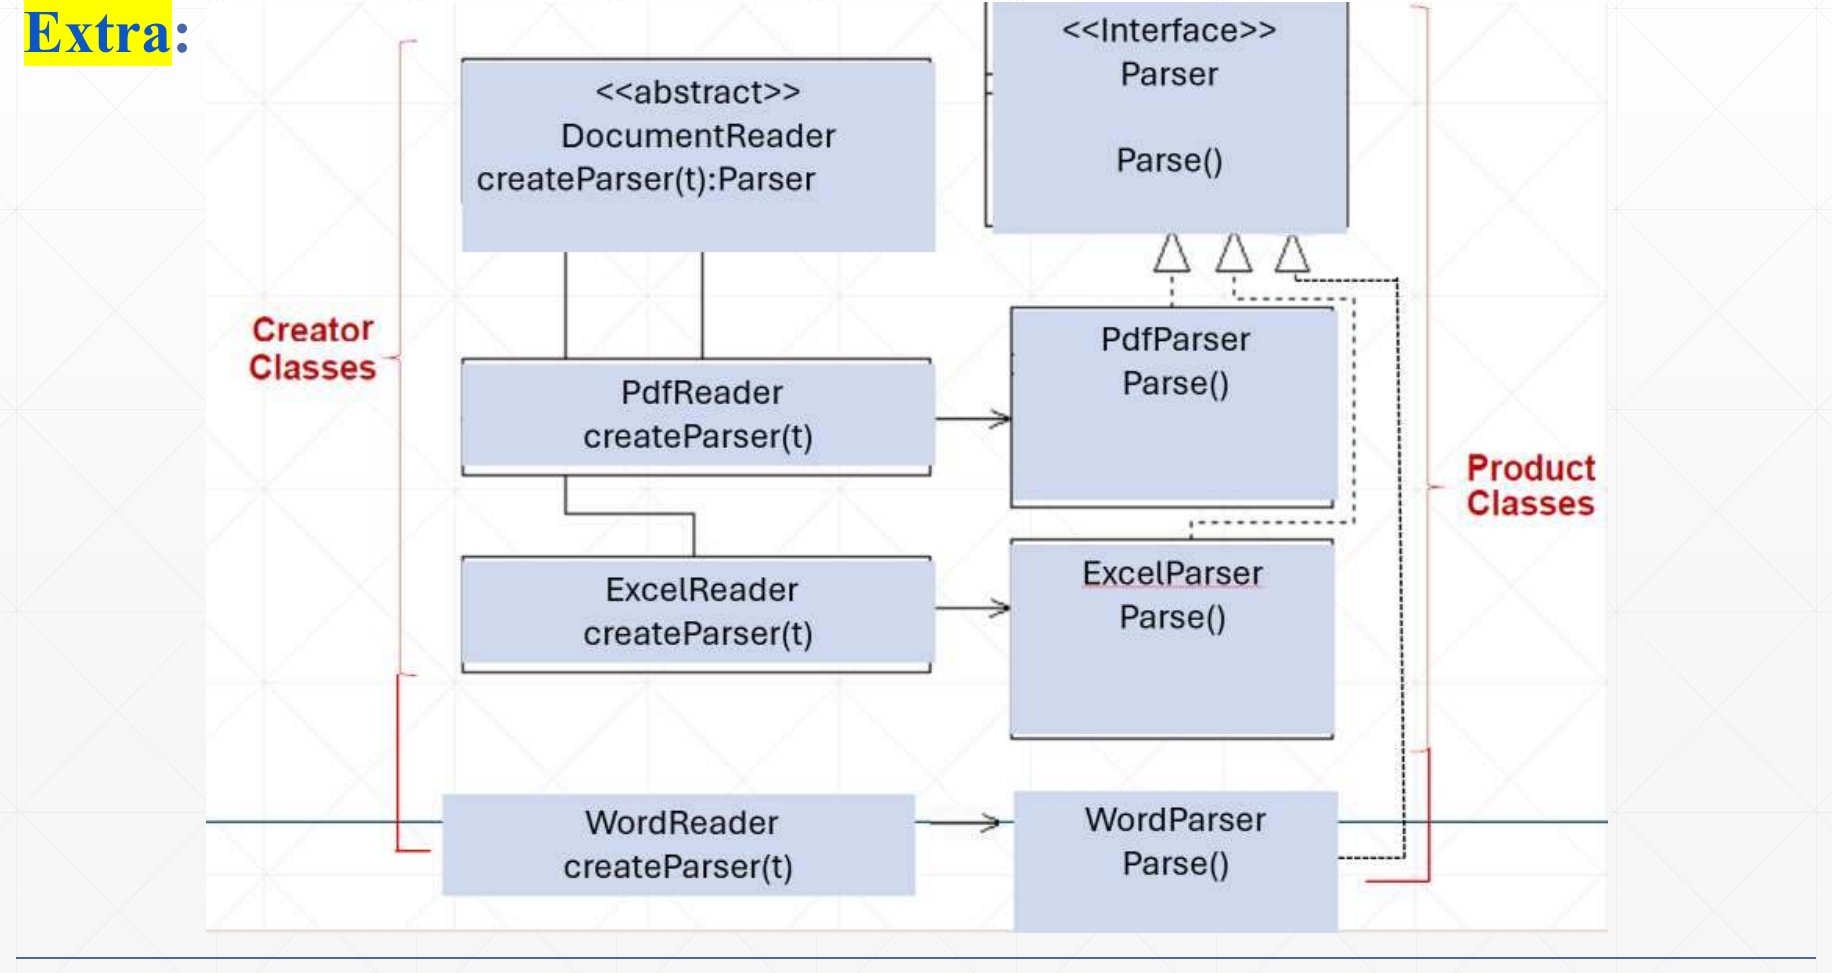 Extra:
<<abstract>>
DocumentReader
createParser(t):Parser
<<Interface>>
Parser
Parse()
Creator
Classes
PdfReader
createParser(t)
PdfParser
Parse()
Product
Classes
ExcelReader
createParser(t)
ExcelParser
Parse()
WordReader
createParser(t)
WordParser
Parse()